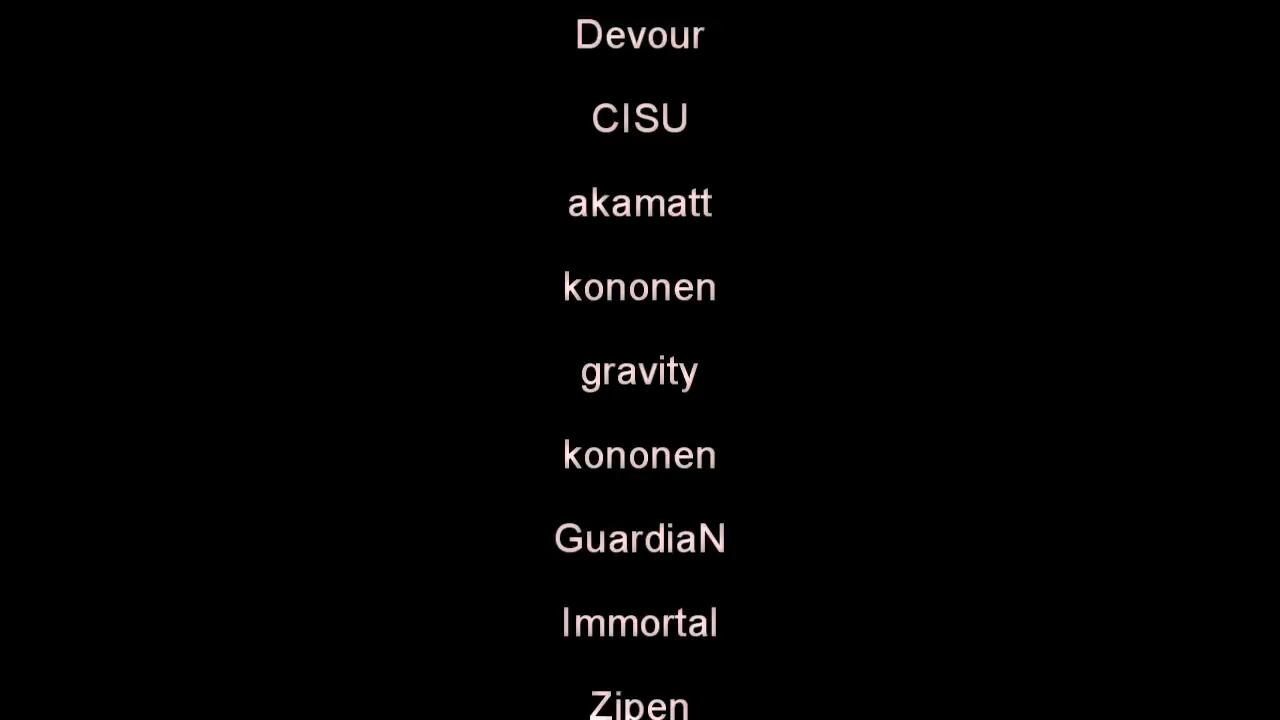 Devour
CISU
akamatt
kononen
gravity
kononen
GuardiaN
Immortal
Zipen